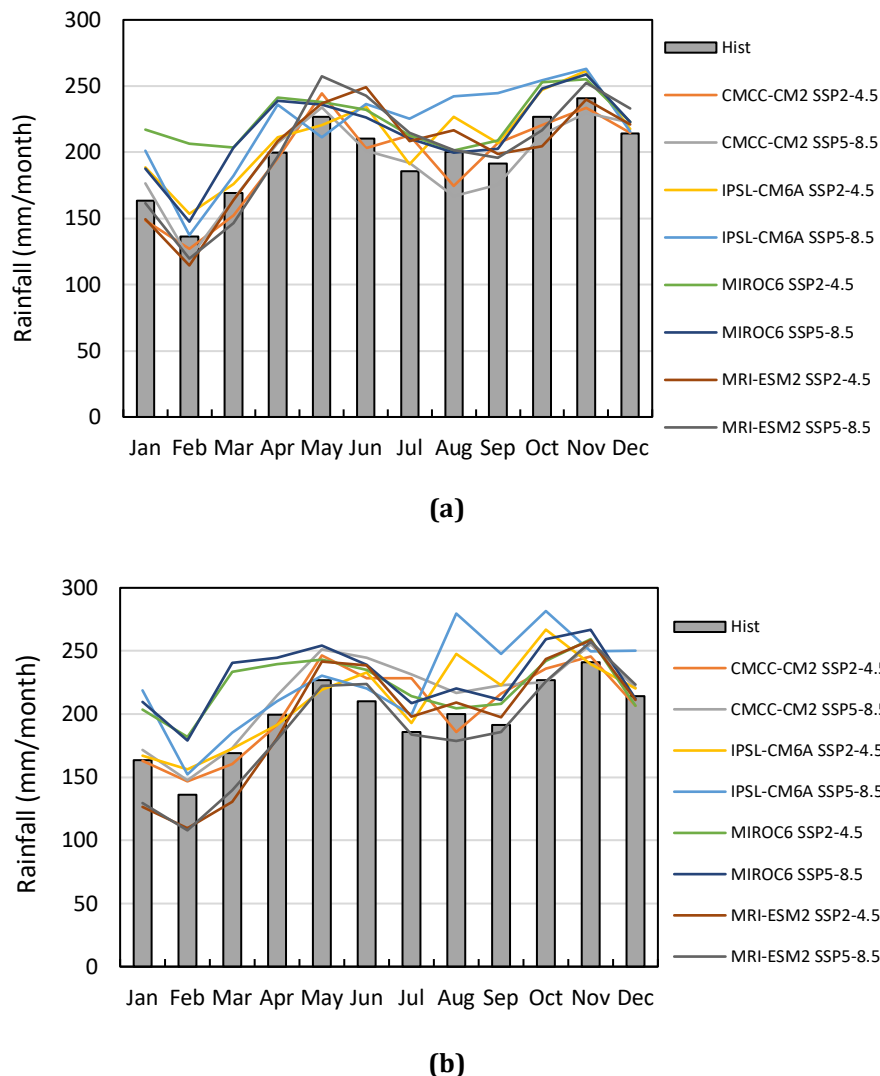 300
250
200
150
100
50
0
Rainfall (mm/month)
Jan Feb Mar Apr May Jun Jul Aug Sep Oct Nov Dec
Hist
CMCC-CM2 SSP2-4.5
CMCC-CM2 SSP5-8.5
IPSL-CM6A SSP2-4.5
IPSL-CM6A SSP5-8.5
MIROC6 SSP2-4.5
MIROC6 SSP5-8.5
MRI-ESM2 SSP2-4.5
MRI-ESM2 SSP5-8.5
(a)
300
250
200
150
100
50
0
Rainfall (mm/month)
Jan Feb Mar Apr May Jun Jul Aug Sep Oct Nov Dec
Hist
CMCC-CM2 SSP2-4.5
CMCC-CM2 SSP5-8.5
IPSL-CM6A SSP2-4.5
IPSL-CM6A SSP5-8.5
MIROC6 SSP2-4.5
MIROC6 SSP5-8.5
MRI-ESM2 SSP2-4.5
MRI-ESM2 SSP5-8.5
(b)